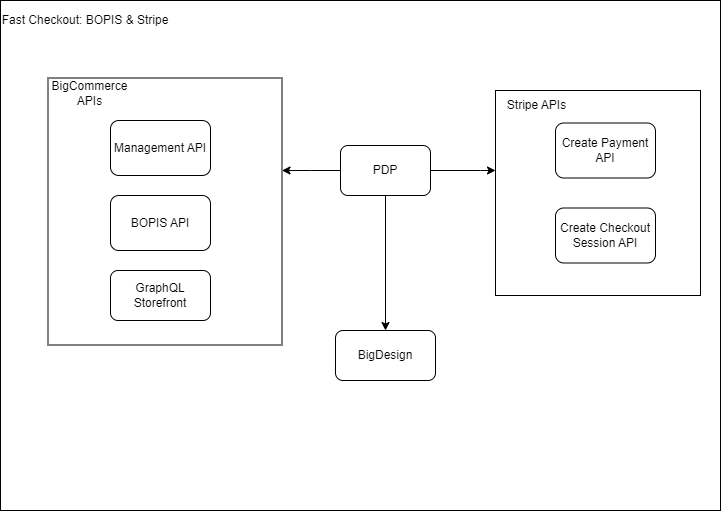 Fast Checkout: BOPIS & Stripe
BigCommerce
APIs
Management API
BOPIS API
GraphQL
Storefront
PDP
BigDesign
Stripe APIs
Create Payment
API
Create Checkout
Session API